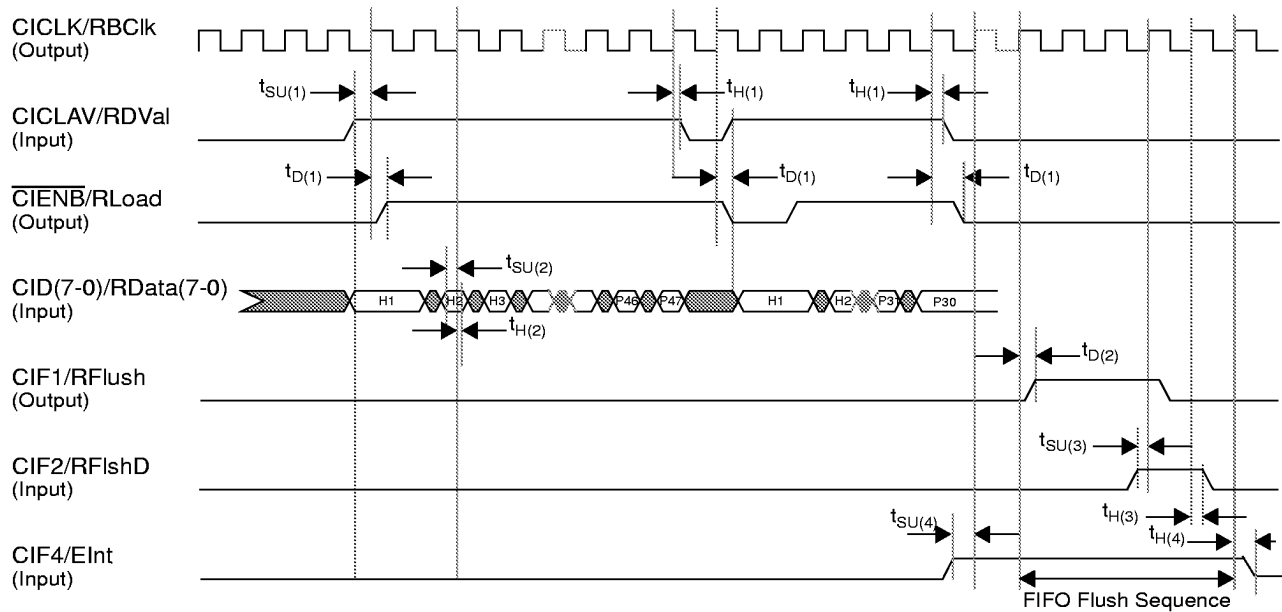 CICLK/RBClk
(Output)
tSU(1)
tH(1)
tH(1)
CICLAV/RDVal
(Input)
tD(1)
tD(1)
tD(1)
CIENB/RLoad
(Output)
CID(7-0)/RData(7-0)
(Input)
tSU(2)
H1 H2 H3 P46 P47 H1 H2 P31 P30
tH(2)
tD(2)
CIF1/RFlush
(Output)
tSU(3)
CIF2/RFlshD
(Input)
tH(3)
tSU(4)
tH(4)
CIF4/EInt
(Input)
FIFO Flush Sequence